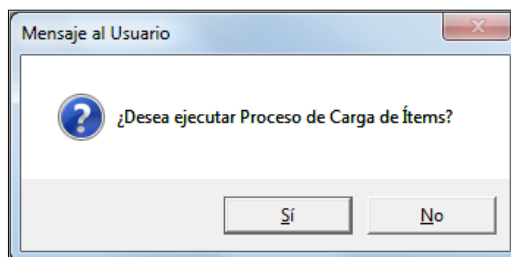 Mensaje al Usuario
¿Desea ejecutar Proceso de Carga de Ítems?
Sí
No